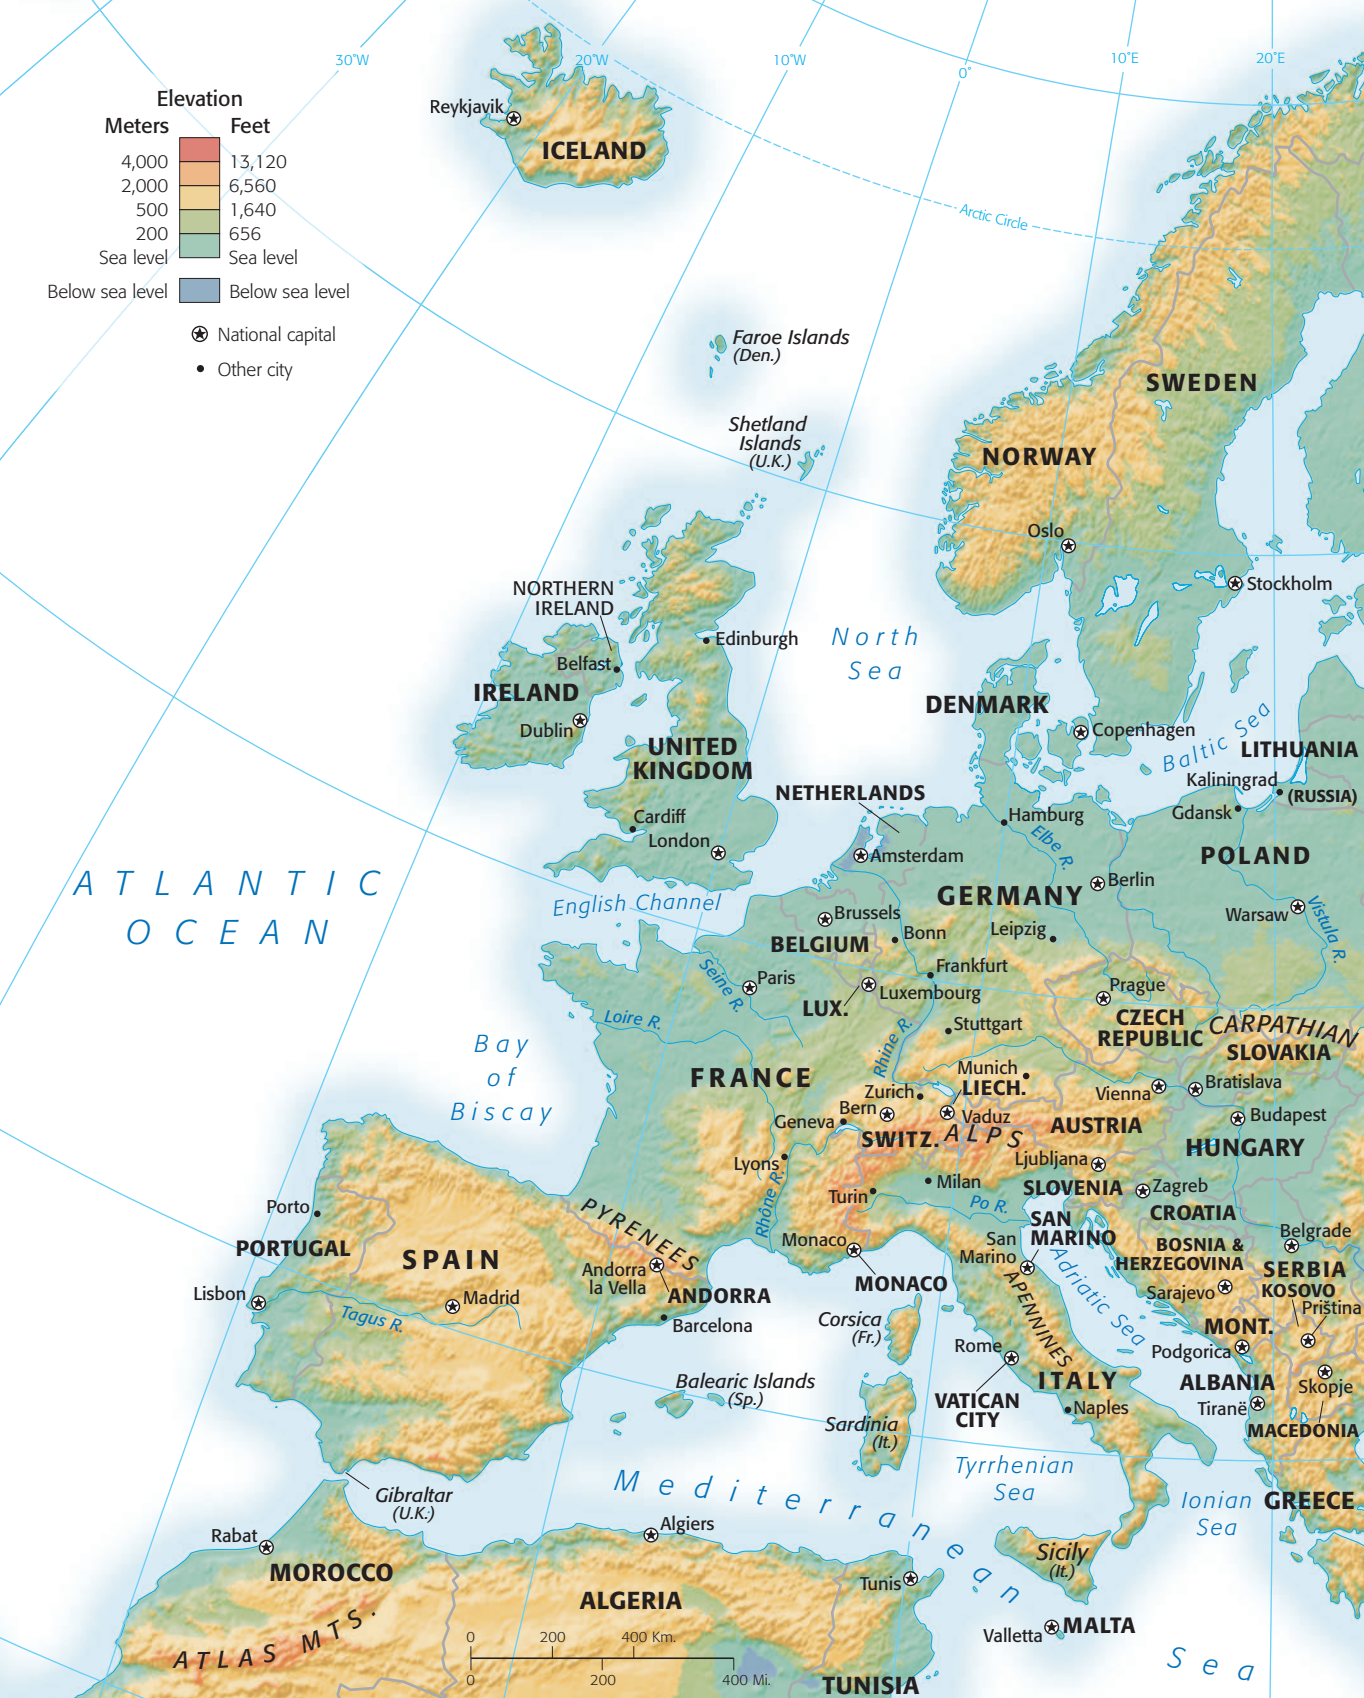 30°W
20°W
10°W
0°
10°E
20°E
Elevation
Meters
Feet
4,000
13,120
2,000
6,560
500
1,640
200
656
Sea level
Sea level
Below sea level
Below sea level
National capital
Other city
Reykjavik
ICELAND
Arctic Circle
Faroe Islands
(Den.)
Shetland
Islands
(U.K.)
SWEDEN
NORWAY
Oslo
Stockholm
NORTHERN
IRELAND
Edinburgh
North
Sea
Belfast
IRELAND
Dublin
DENMARK
Copenhagen
Baltic Sea
LITHUANIA
UNITED
KINGDOM
Kaliningrad
(RUSSIA)
Gdansk
NETHERLANDS
Hamburg
Elbe R.
Cardiff
London
Amsterdam
POLAND
ATLANTIC
OCEAN
English Channel
GERMANY
Berlin
Warsaw
Vistula R.
Brussels
BELGIUM
Bonn
Leipzig
Frankfurt
Seine R.
Paris
LUX.
Luxembourg
Prague
CZECH
REPUBLIC
CARPATHIAN
SLOVAKIA
Loire R.
Stuttgart
Rhine R.
Bay
of
Biscay
FRANCE
Munich
LIECH.
Vienna
Bratislava
Zurich
Bern
Vaduz
Geneva
SWITZ.
ALPS
AUSTRIA
Budapest
HUNGARY
Lyons
Ljubljana
Milan
Turin
SLOVENIA
Zagreb
Rhône R.
Po R.
CROATIA
Porto
PYRENEES
SAN
MARINO
San
Marino
Monaco
MONACO
Belgrade
BOSNIA &
HERZEGOVINA
SERBIA
PORTUGAL
SPAIN
Andorra
la Vella
ANDORRA
Adriatic Sea
Sarajevo
KOSOVO
Priština
Lisbon
Madrid
Tagus R.
Barcelona
Corsica
(Fr.)
APENNINES
MONT.
Podgorica
Rome
ITALY
ALBANIA
Skopje
Tiranë
Balearic Islands
(Sp.)
VATICAN
CITY
Naples
MACEDONIA
Sardinia
(It.)
Tyrrhenian
Sea
Ionian
Sea
GREECE
Gibraltar
(U.K.)
Mediterranean
Sea
Rabat
MOROCCO
Algiers
ALGERIA
Tunis
Sicily
(It.)
Valletta
MALTA
ATLAS MTS.
0
200
400 Km.
0
200
400 Mi.
TUNISIA